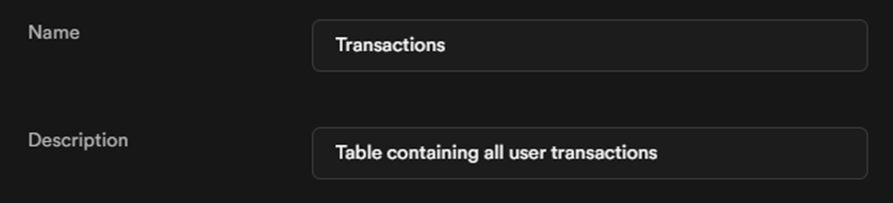 Name
Transactions
Description
Table containing all user transactions